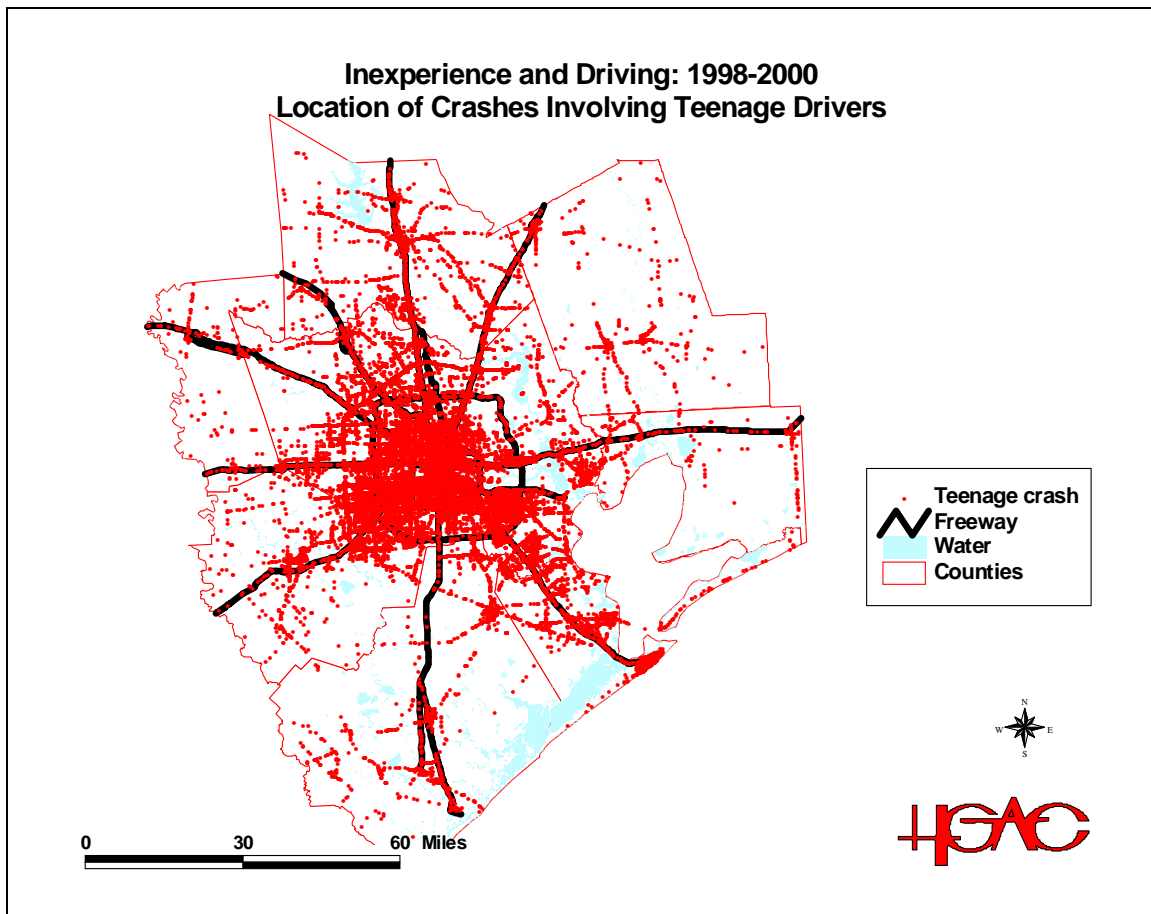 Inexperience and Driving: 1998-2000
Location of Crashes Involving Teenage Drivers
Teenage crash
Freeway
Water
Counties
N
W E
S
0 30 60 Miles
HGAC